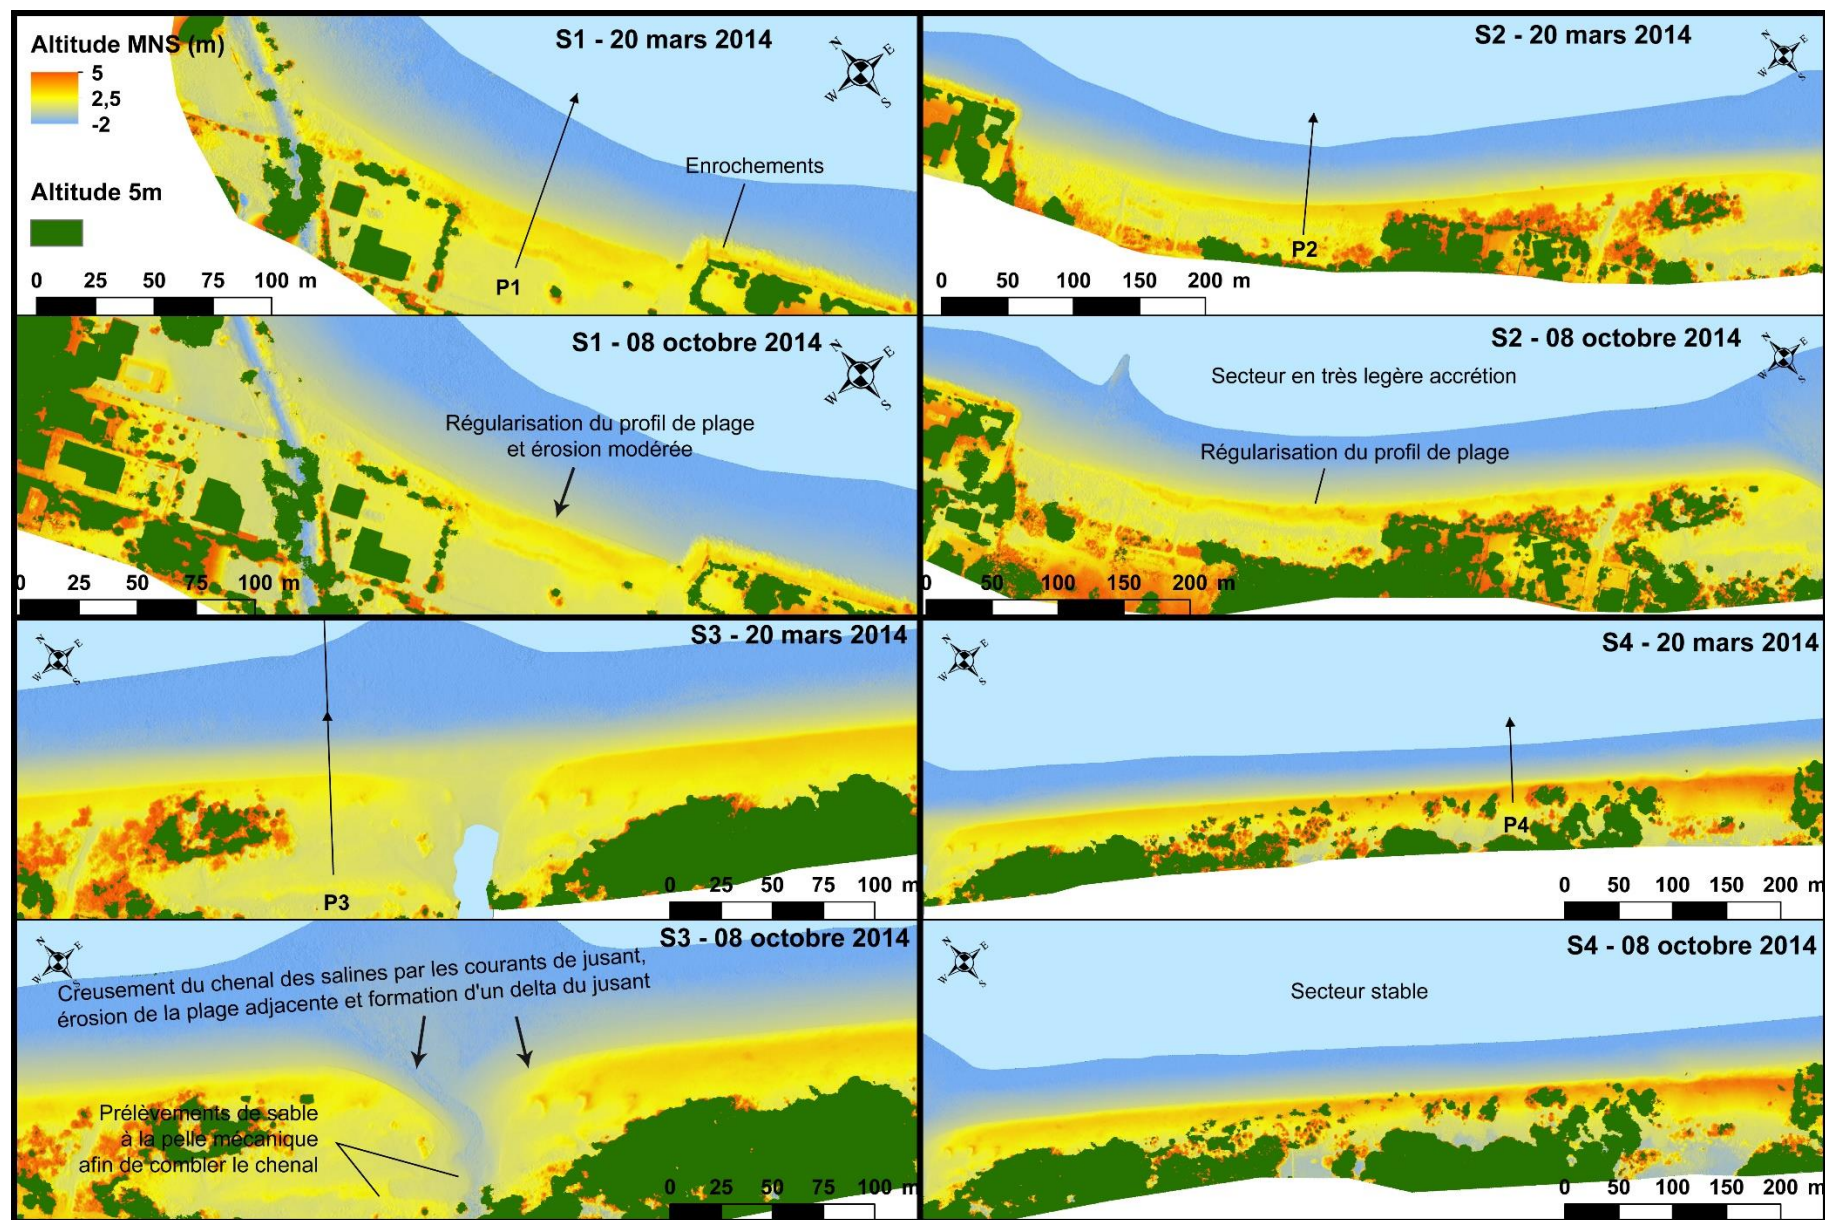 Altitude MNS (m)
5
2,5
-2
Altitude 5m
0 25 50 75 100 m
S1 - 20 mars 2014
N
E
W
S
Enrochements
P1
S2 - 20 mars 2014
N
E
W
S
P2
0 50 100 150 200 m
S1 - 08 octobre 2014
N
E
W
S
Régularisation du profil de plage
et érosion modérée
0 25 50 75 100 m
S2 - 08 octobre 2014
N
E
W
S
Secteur en très legère accrétion
Régularisation du profil de plage
0 50 100 150 200 m
S3 - 20 mars 2014
N
E
W
S
P3
0 25 50 75 100 m
S4 - 20 mars 2014
N
E
W
S
P4
0 50 100 150 200 m
S3 - 08 octobre 2014
N
E
W
S
Creusement du chenal des salines par les courants de jusant,
érosion de la plage adjacente et formation d'un delta du jusant
Prélèvements de sable
à la pelle mécanique
afin de combler le chenal
0 25 50 75 100 m
S4 - 08 octobre 2014
N
E
W
S
Secteur stable
0 50 100 150 200 m